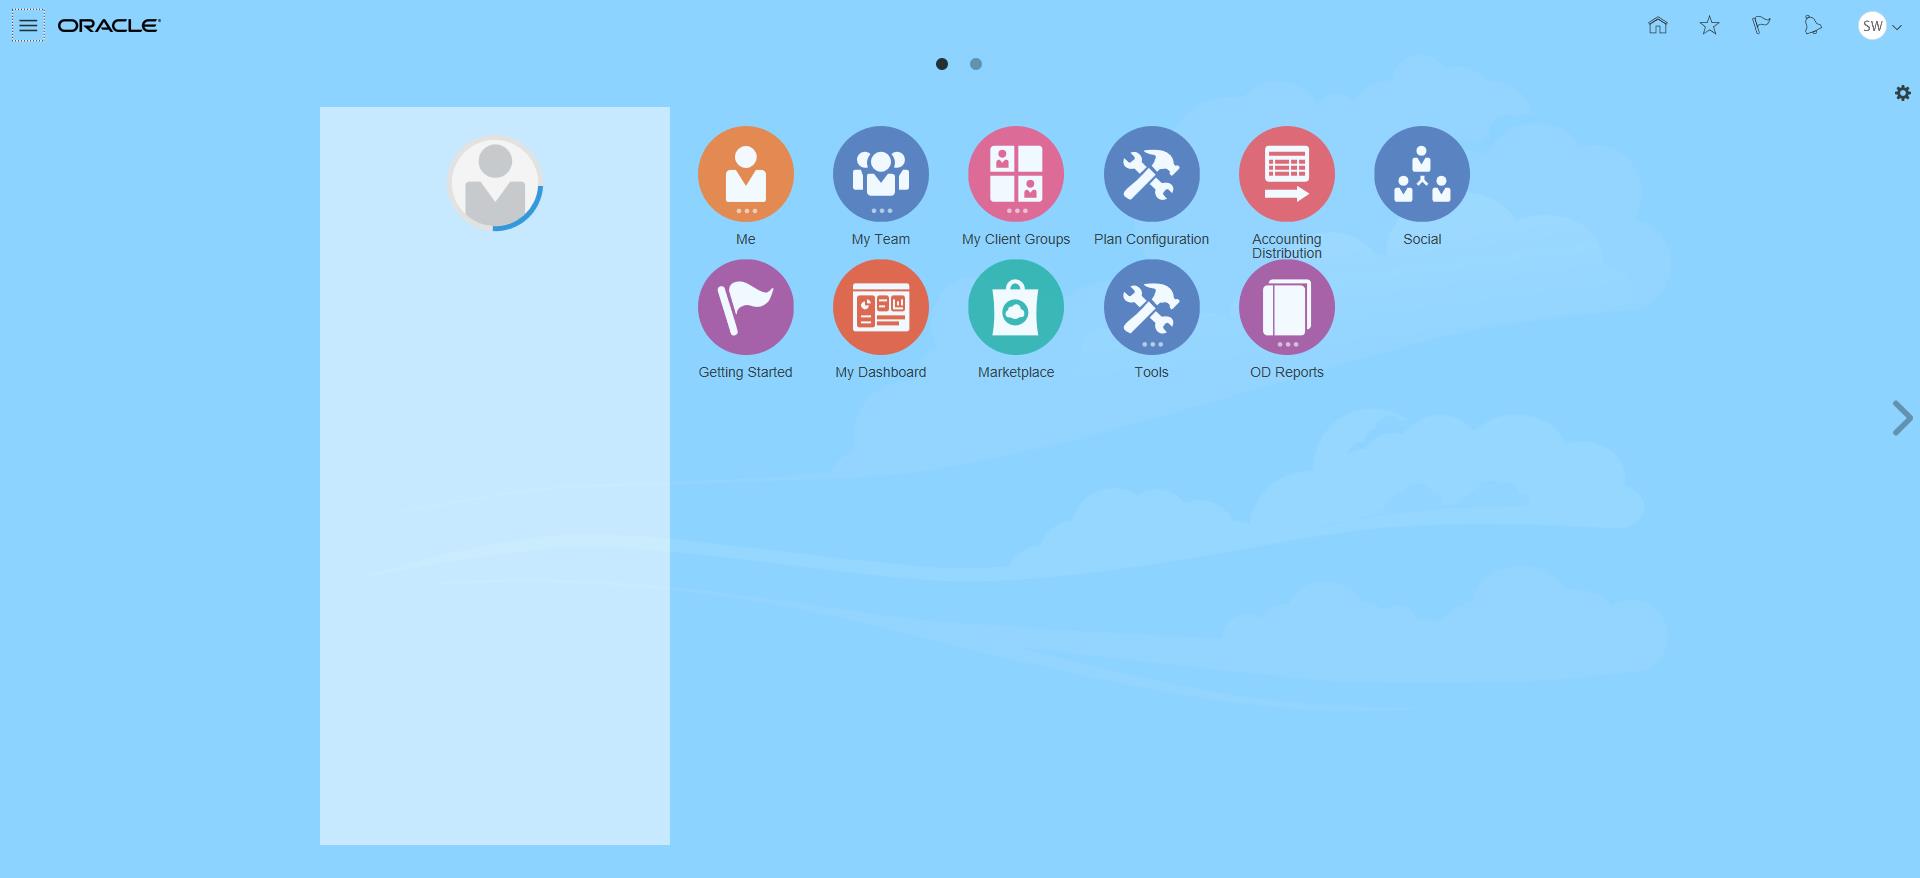 ORACLE
SW
Me
My Team
My Client Groups
Plan Configuration
Accounting
Distribution
Social
Getting Started
My Dashboard
Marketplace
Tools
OD Reports